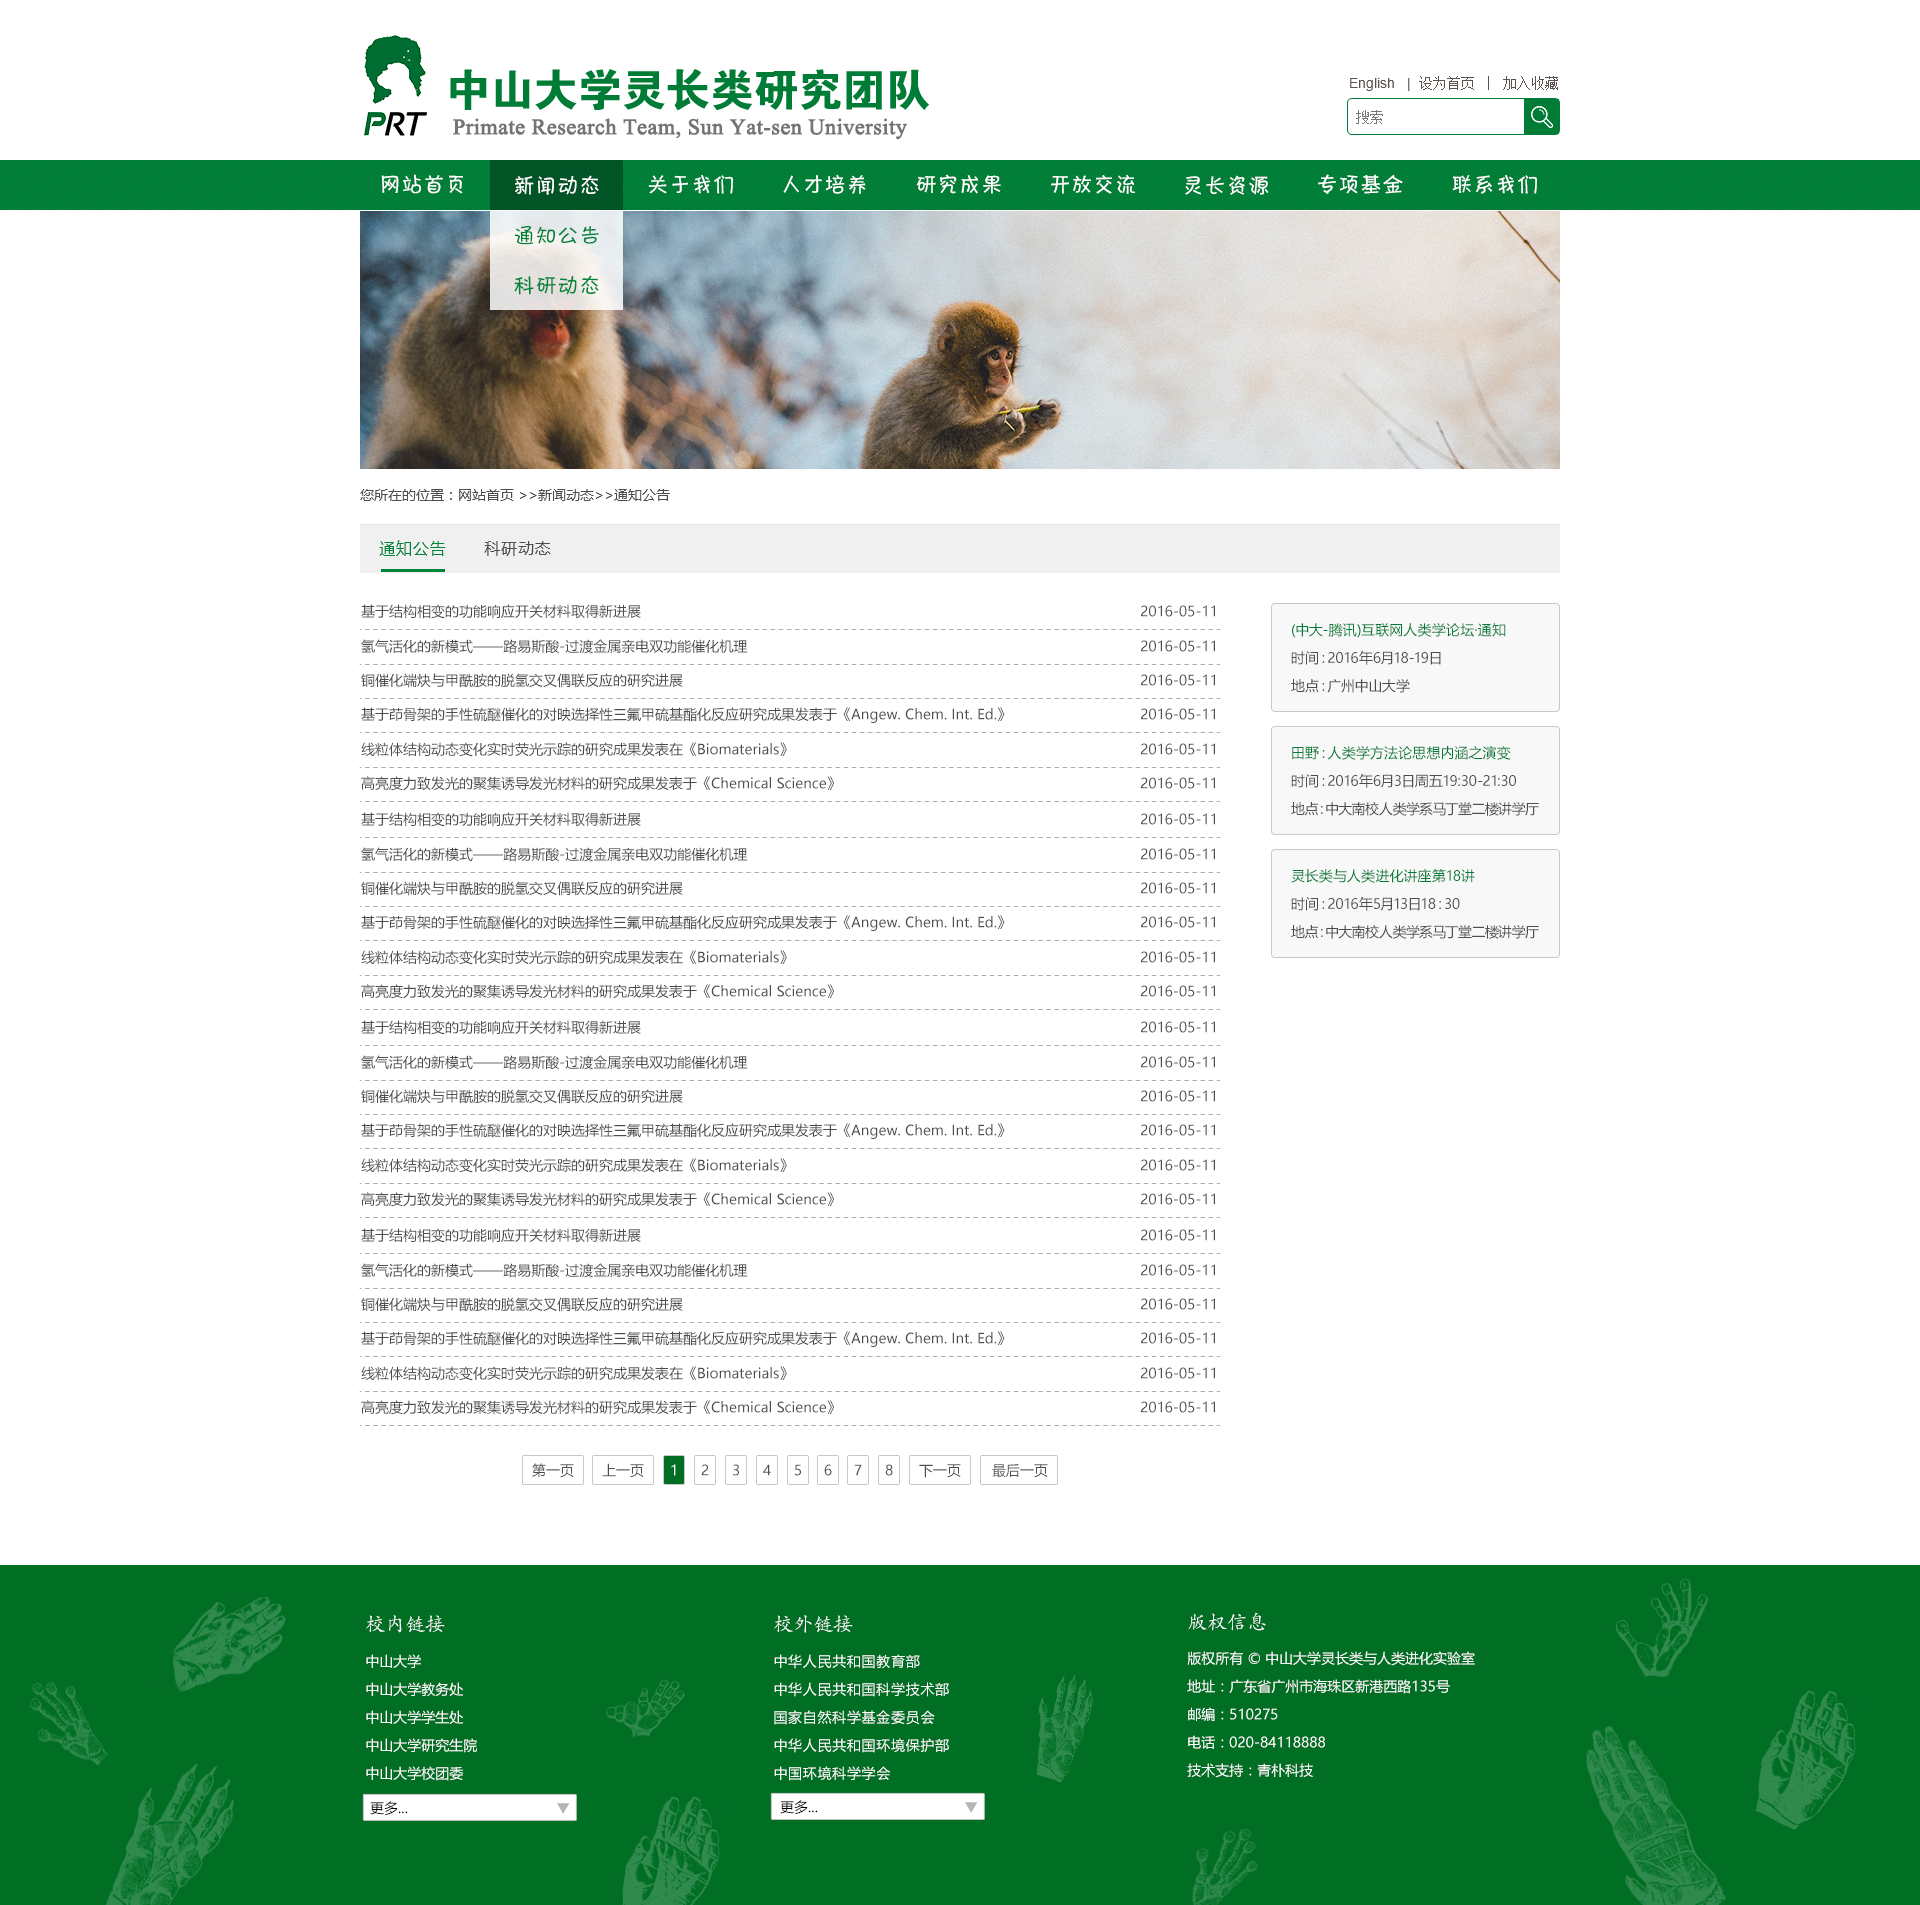 中山大学灵长类研究团队
PRT
Primate Research Team, Sun Yat-sen University
English | 设为首页 | 加入收藏
搜索
网站首页 新闻动态 关于我们 人才培养 研究成果 开放交流 灵长资源 专项基金 联系我们
通知公告
科研动态
您所在的位置：网站首页 >>新闻动态>>通知公告
通知公告 科研动态
基于结构相变的功能响应开关材料取得新进展 2016-05-11
氢气活化的新模式——路易斯酸-过渡金属亲电双功能催化机理 2016-05-11
铜催化端炔与甲酰胺的脱氢交叉偶联反应的研究进展 2016-05-11
基于茚骨架的手性硫醚催化的对映选择性三氟甲硫基酯化反应研究成果发表于《Angew. Chem. Int. Ed.》 2016-05-11
线粒体结构动态变化实时荧光示踪的研究成果发表在《Biomaterials》 2016-05-11
高亮度力致发光的聚集诱导发光材料的研究成果发表于《Chemical Science》 2016-05-11
基于结构相变的功能响应开关材料取得新进展 2016-05-11
氢气活化的新模式——路易斯酸-过渡金属亲电双功能催化机理 2016-05-11
铜催化端炔与甲酰胺的脱氢交叉偶联反应的研究进展 2016-05-11
基于茚骨架的手性硫醚催化的对映选择性三氟甲硫基酯化反应研究成果发表于《Angew. Chem. Int. Ed.》 2016-05-11
线粒体结构动态变化实时荧光示踪的研究成果发表在《Biomaterials》 2016-05-11
高亮度力致发光的聚集诱导发光材料的研究成果发表于《Chemical Science》 2016-05-11
基于结构相变的功能响应开关材料取得新进展 2016-05-11
氢气活化的新模式——路易斯酸-过渡金属亲电双功能催化机理 2016-05-11
铜催化端炔与甲酰胺的脱氢交叉偶联反应的研究进展 2016-05-11
基于茚骨架的手性硫醚催化的对映选择性三氟甲硫基酯化反应研究成果发表于《Angew. Chem. Int. Ed.》 2016-05-11
线粒体结构动态变化实时荧光示踪的研究成果发表在《Biomaterials》 2016-05-11
高亮度力致发光的聚集诱导发光材料的研究成果发表于《Chemical Science》 2016-05-11
基于结构相变的功能响应开关材料取得新进展 2016-05-11
氢气活化的新模式——路易斯酸-过渡金属亲电双功能催化机理 2016-05-11
铜催化端炔与甲酰胺的脱氢交叉偶联反应的研究进展 2016-05-11
基于茚骨架的手性硫醚催化的对映选择性三氟甲硫基酯化反应研究成果发表于《Angew. Chem. Int. Ed.》 2016-05-11
线粒体结构动态变化实时荧光示踪的研究成果发表在《Biomaterials》 2016-05-11
高亮度力致发光的聚集诱导发光材料的研究成果发表于《Chemical Science》 2016-05-11
(中大-腾讯)互联网人类学论坛·通知
时间：2016年6月18-19日
地点：广州中山大学
田野：人类学方法论思想内涵之演变
时间：2016年6月3日周五19:30-21:30
地点：中大南校人类学系马丁堂二楼讲学厅
灵长类与人类进化讲座第18讲
时间：2016年5月13日18：30
地点：中大南校人类学系马丁堂二楼讲学厅
第一页 上一页 1 2 3 4 5 6 7 8 下一页 最后一页
校内链接
中山大学
中山大学教务处
中山大学学生处
中山大学研究生院
中山大学校团委
更多...
校外链接
中华人民共和国教育部
中华人民共和国科学技术部
国家自然科学基金委员会
中华人民共和国环境保护部
中国环境科学学会
更多...
版权信息
版权所有 © 中山大学灵长类与人类进化实验室
地址：广东省广州市海珠区新港西路135号
邮编：510275
电话：020-84118888
技术支持：青朴科技